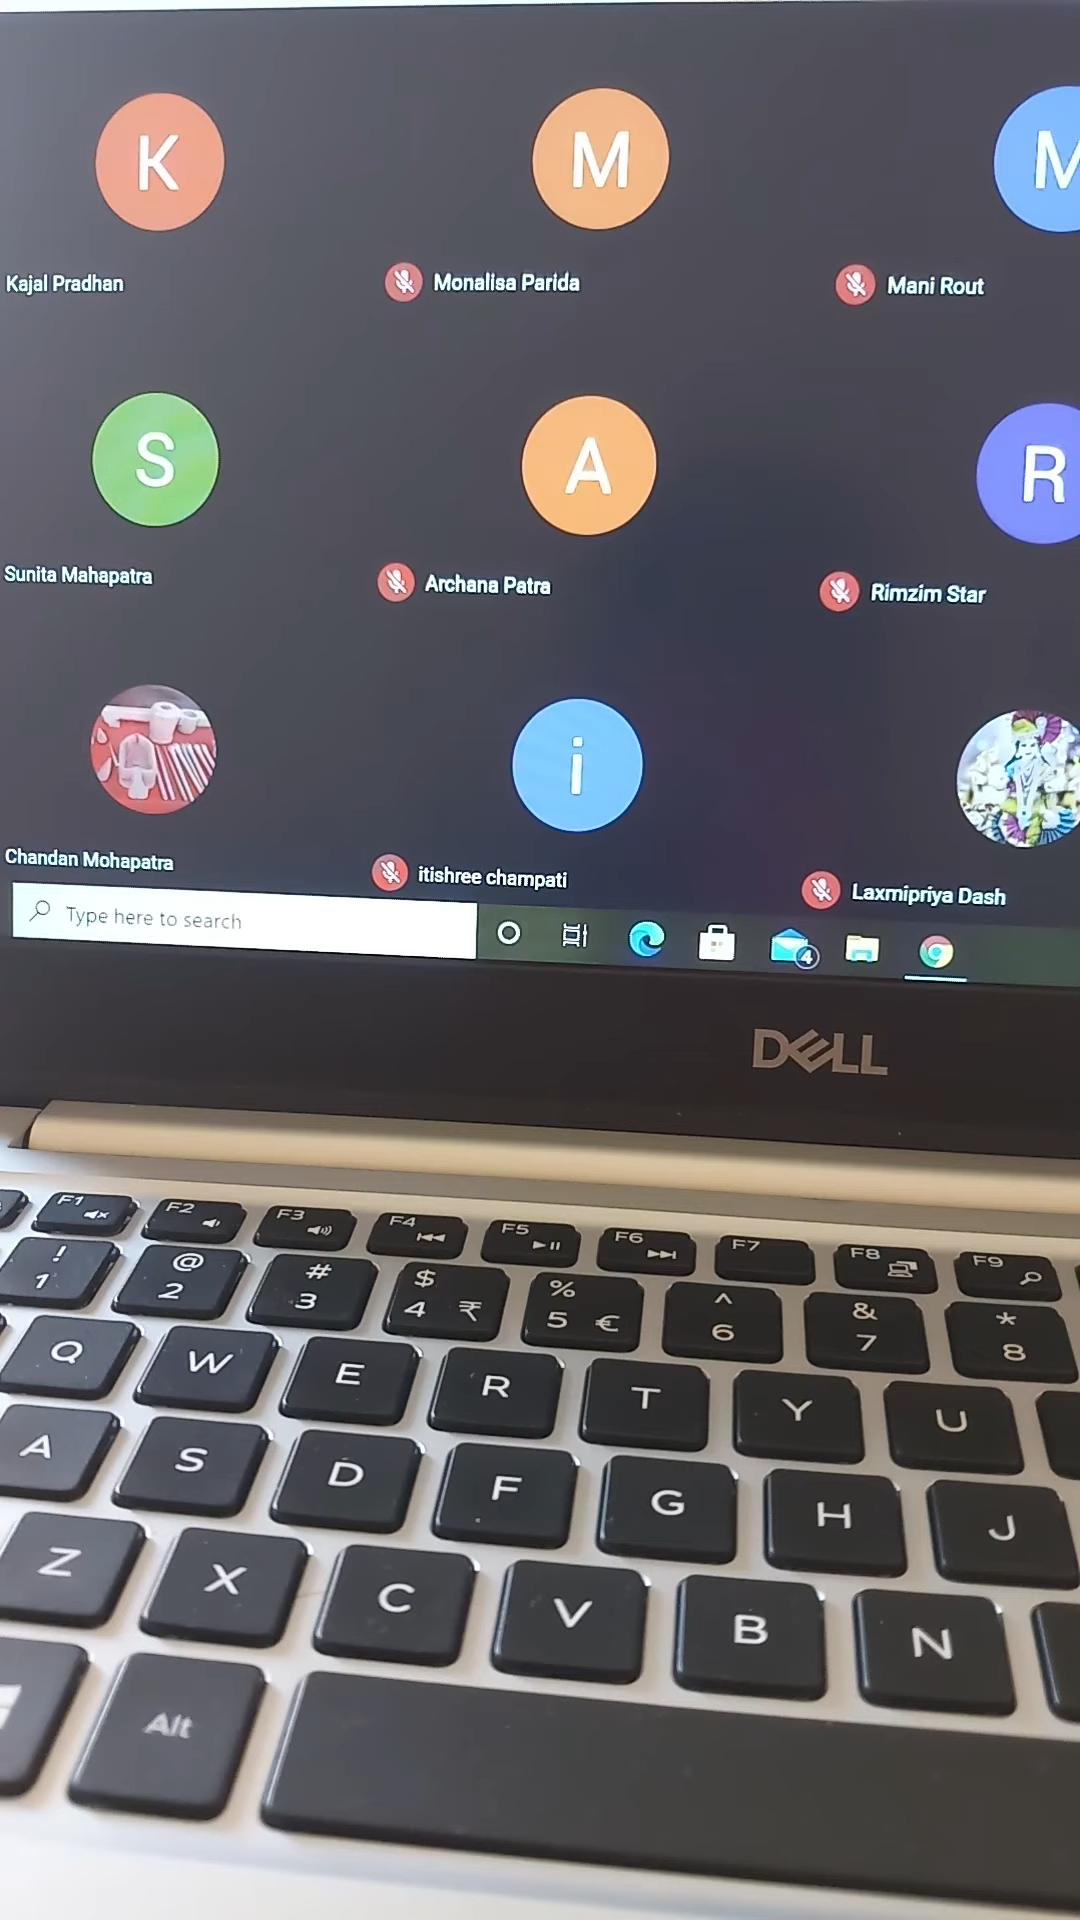 K
M
M
Kajal Pradhan
Monalisa Parida
Mani Rout
S
A
R
Sunita Mahapatra
Archana Patra
Rimzim Star
i
Chandan Mohapatra
itishree champati
Laxmipriya Dash
Type here to search
4
DELL
F1 F2 F3 F4 F5 F6 F7 F8 F9
! @ # $ % ^ & *
1 2 3 4 ₹ 5 € 6 7 8
Q W E R T Y U
A S D F G H J
Z X C V B N
Alt